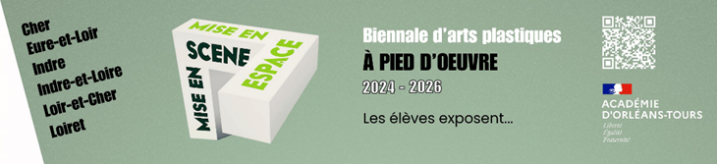 Cher
Eure-et-Loir
Indre
Indre-et-Loire
Loir-et-Cher
Loiret
MISE EN
ESPACE
MISE EN
SCENE
Biennale d'arts plastiques
À PIED D'OEUVRE
2024 - 2026
Les élèves exposent...
ACADÉMIE
D'ORLÉANS-TOURS
Liberté
Égalité
Fraternité